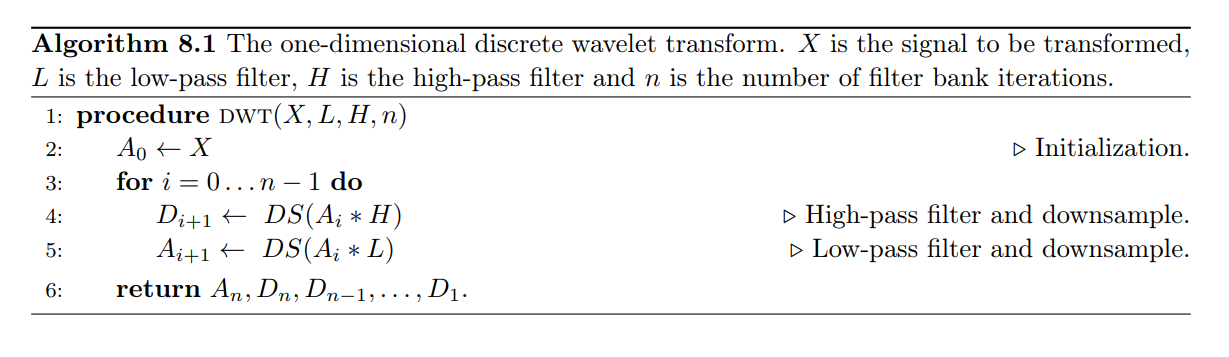 Algorithm 8.1 The one-dimensional discrete wavelet transform. X is the signal to be transformed,
L is the low-pass filter, H is the high-pass filter and n is the number of filter bank iterations.
1: procedure DWT(X, L, H, n)
2: A₀ ← X ▷ Initialization.
3: for i = 0 . . . n − 1 do
4: Dᵢ₊₁ ← DS(Aᵢ ∗ H) ▷ High-pass filter and downsample.
5: Aᵢ₊₁ ← DS(Aᵢ ∗ L) ▷ Low-pass filter and downsample.
6: return Aₙ, Dₙ, Dₙ₋₁, . . . , D₁.